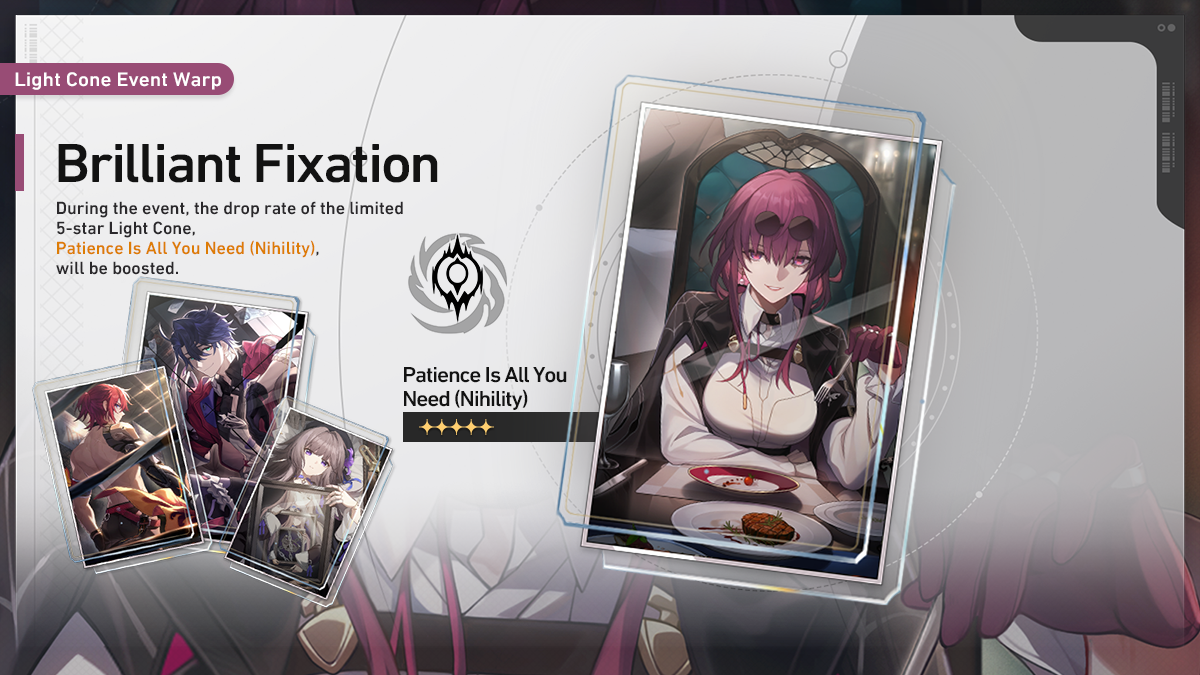 Light Cone Event Warp
Brilliant Fixation
During the event, the drop rate of the limited
5-star Light Cone,
Patience Is All You Need (Nihility),
will be boosted.
Patience Is All You
Need (Nihility)